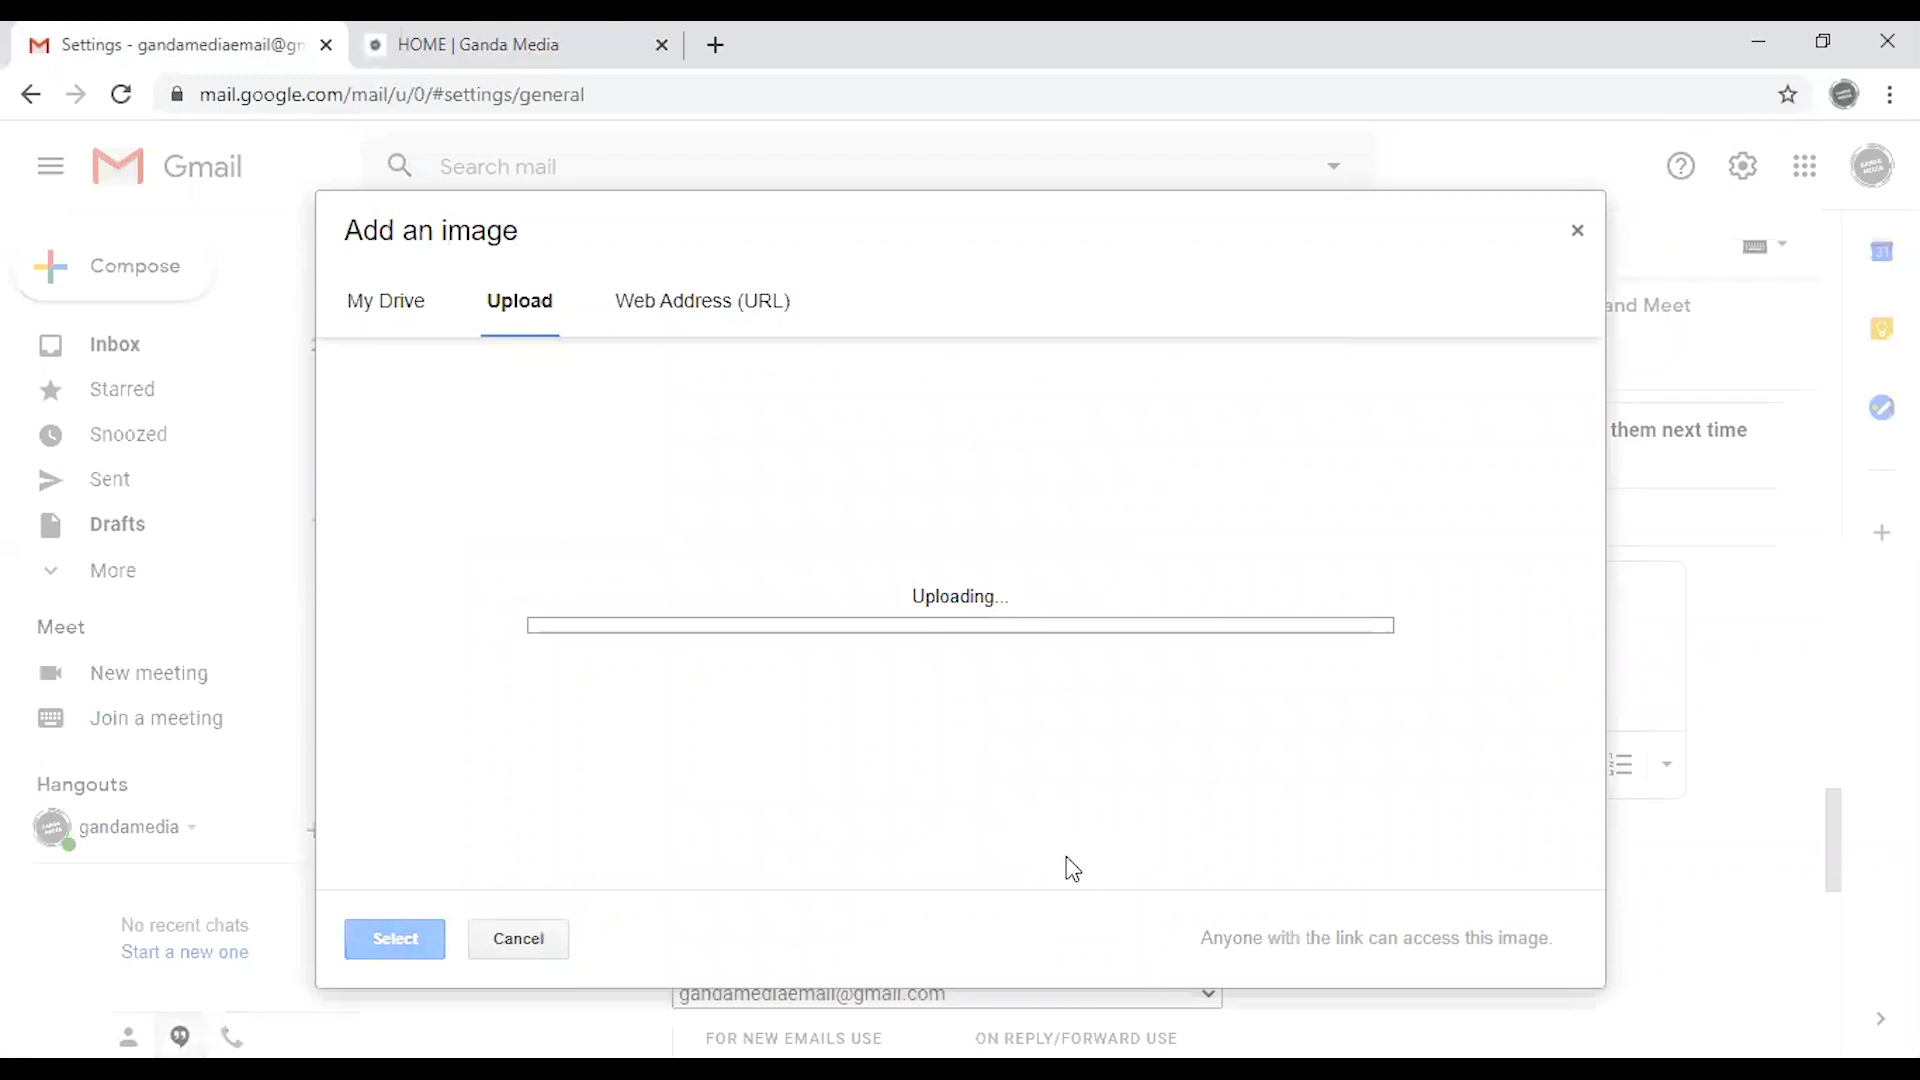 Settings - gandamediaemail@gm
HOME | Ganda Media
mail.google.com/mail/u/0/#settings/general
Gmail
Search mail
Add an image
Compose
31
My Drive
Upload
Web Address (URL)
and Meet
Inbox
Starred
them next time
Snoozed
Sent
Drafts
More
Uploading...
Meet
New meeting
Join a meeting
Hangouts
gandamedia
No recent chats
Start a new one
Select
Cancel
Anyone with the link can access this image.
gandamediaemail@gmail.com
FOR NEW EMAILS USE
ON REPLY/FORWARD USE